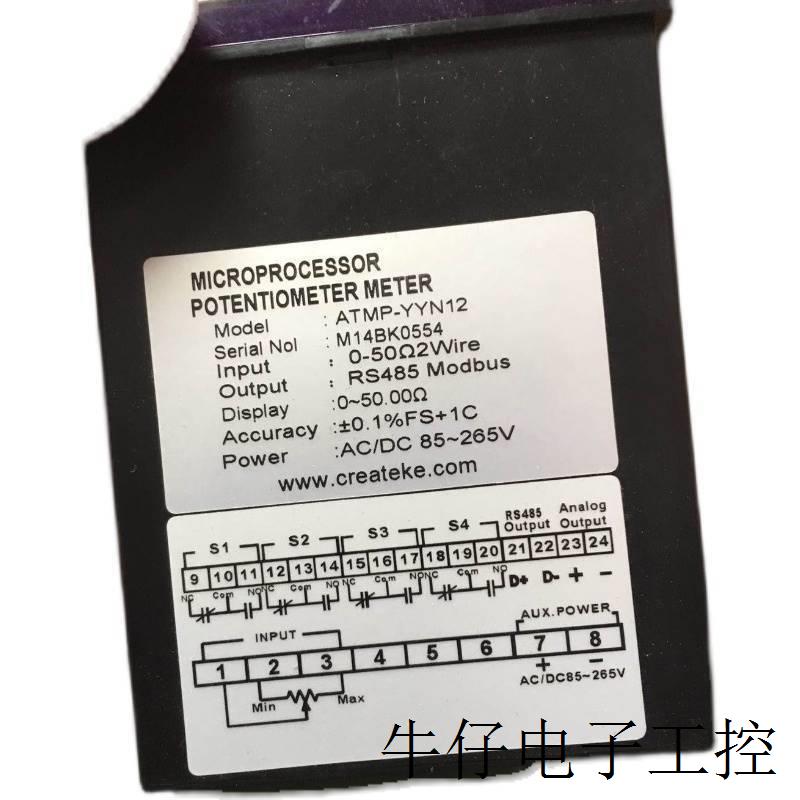 MICROPROCESSOR
POTENTIOMETER METER
Model : ATMP-YYN12
Serial Nol : M14BK0554
Input : 0-50Ω2Wire
Output : RS485 Modbus
Display :0~50.00Ω
Accuracy :±0.1%FS+1C
Power :AC/DC 85~265V
www.createke.com
S1 S2 S3 S4 RS485 Output Analog Output
9 10 11 12 13 14 15 16 17 18 19 20 21 22 23 24
NC Com NO NC Com NO NC Com NO NC Com NO D+ D- + −
INPUT AUX.POWER
1 2 3 4 5 6 7 8
+ −
Min Max AC/DC85~265V
牛仔电子工控